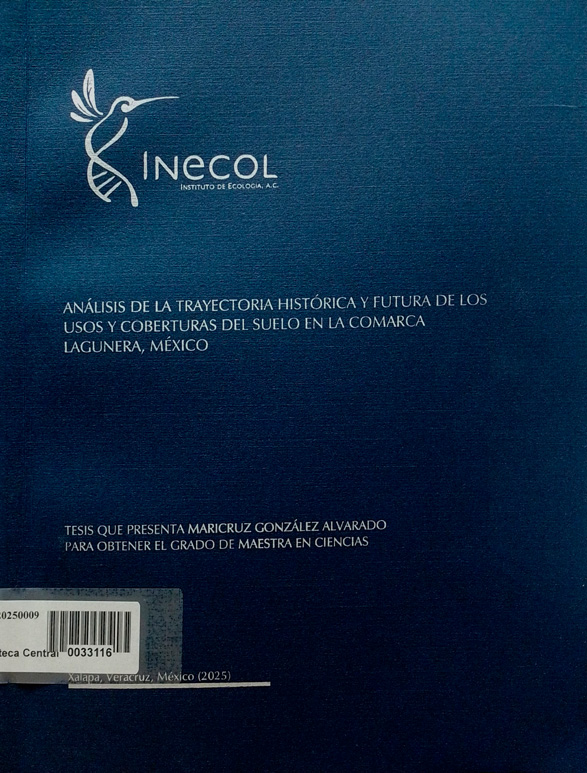 INECOL
INSTITUTO DE ECOLOGÍA, A.C.
ANÁLISIS DE LA TRAYECTORIA HISTÓRICA Y FUTURA DE LOS
USOS Y COBERTURAS DEL SUELO EN LA COMARCA
LAGUNERA, MÉXICO
TESIS QUE PRESENTA MARICRUZ GONZÁLEZ ALVARADO
PARA OBTENER EL GRADO DE MAESTRA EN CIENCIAS
20250009
teca Central 0033116
Xalapa, Veracruz, México (2025)